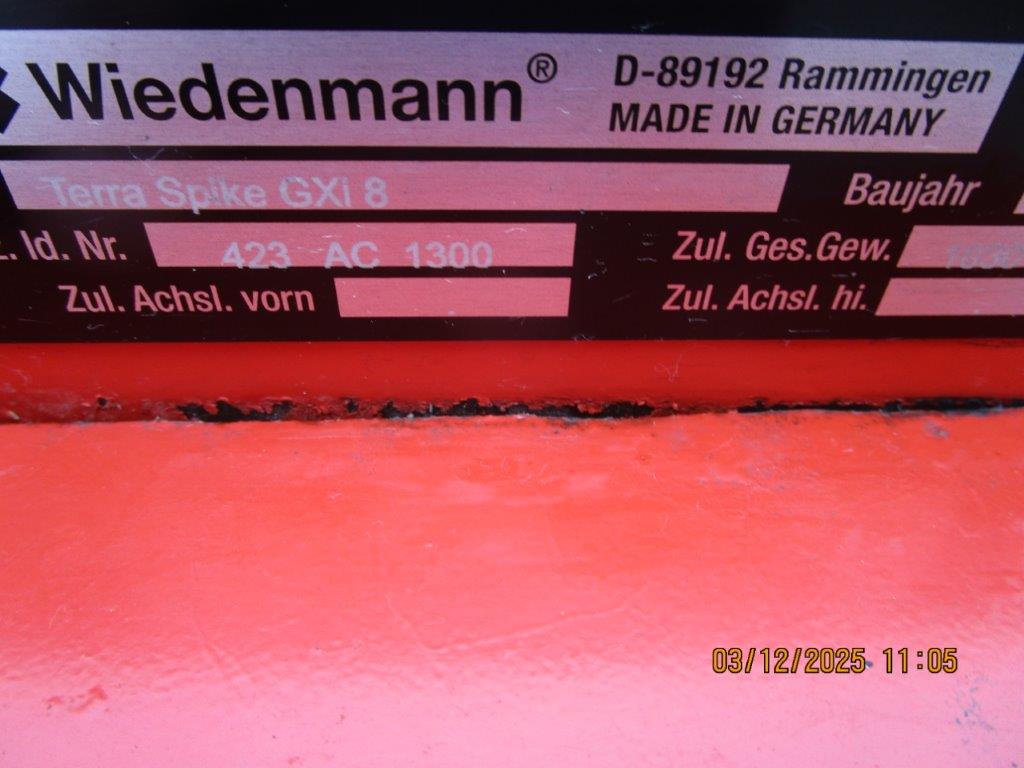 Wiedenmann® D-89192 Rammingen
MADE IN GERMANY
Terra Spike GXi 8 Baujahr
. Id. Nr. 423 AC 1300 Zul. Ges.Gew.
Zul. Achsl. vorn Zul. Achsl. hi.
03/12/2025 11:05